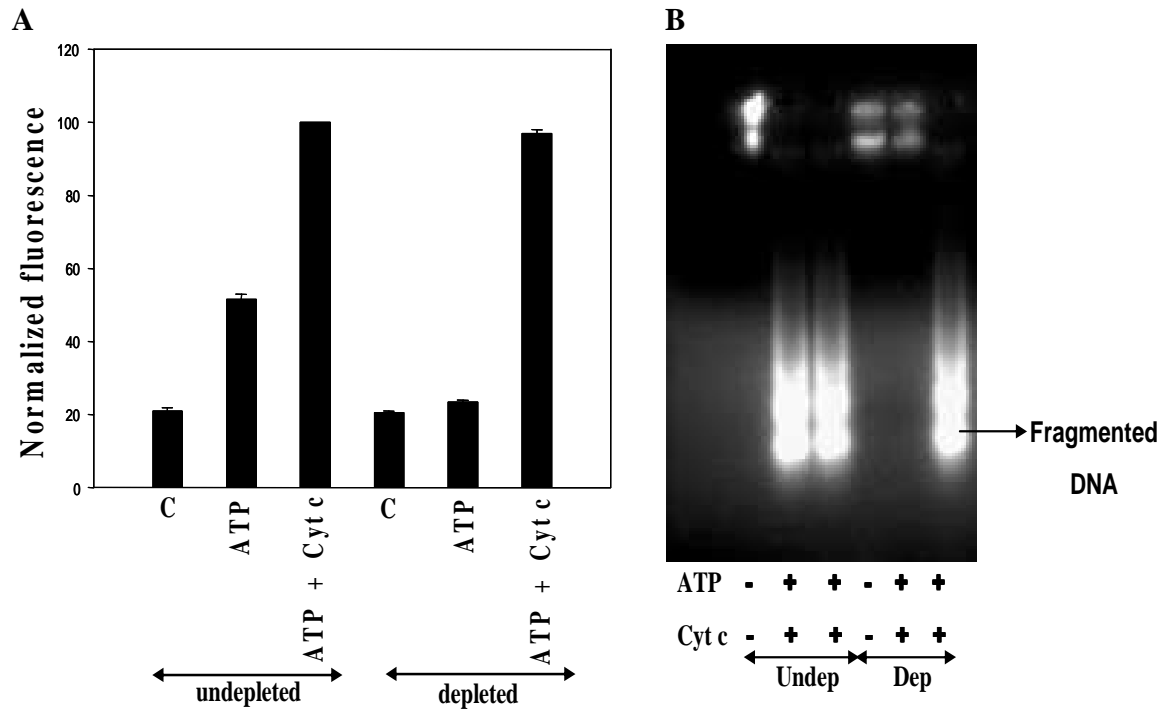 A
Normalized fluorescence
120
100
80
60
40
20
0
C
ATP
ATP + Cyt c
C
ATP
ATP + Cyt c
undepleted
depleted
B
Fragmented
DNA
ATP - + + - + +
Cyt c - + + - + +
Undep Dep